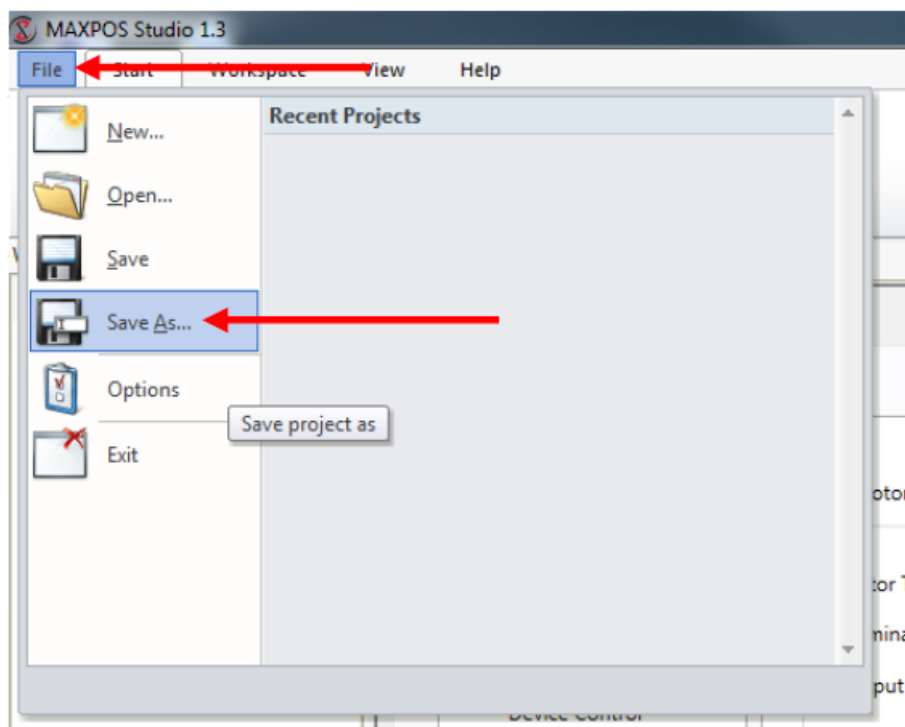 MAXPOS Studio 1.3
File Start Workspace View Help
Recent Projects
New...
Open...
Save
Save As...
Options
Save project as
Exit
Device Control